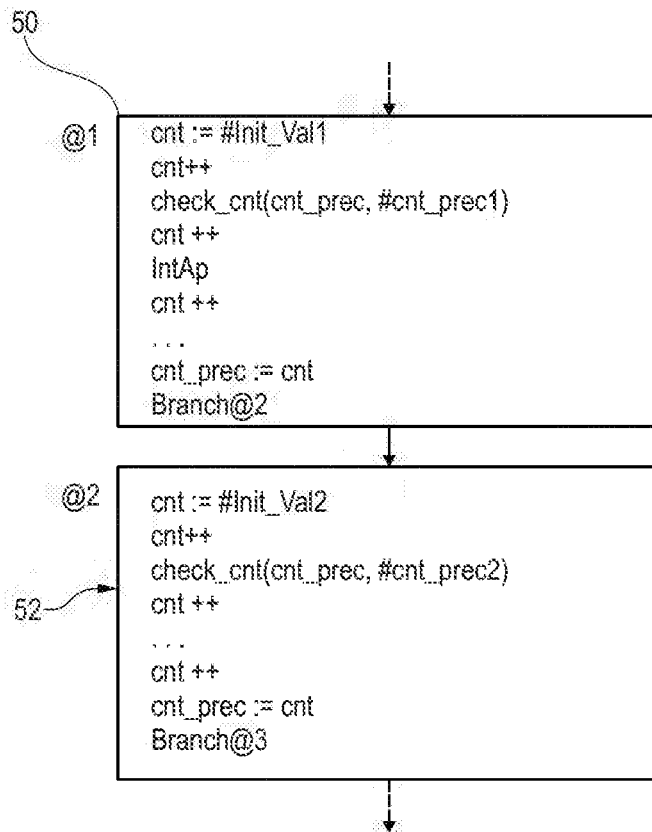 50
@1
cnt := #Init_Val1
cnt++
check_cnt(cnt_prec, #cnt_prec1)
cnt ++
IntAp
cnt ++
. . .
cnt_prec := cnt
Branch@2
@2
cnt := #Init_Val2
cnt++
check_cnt(cnt_prec, #cnt_prec2)
52
cnt ++
. . .
cnt ++
cnt_prec := cnt
Branch@3